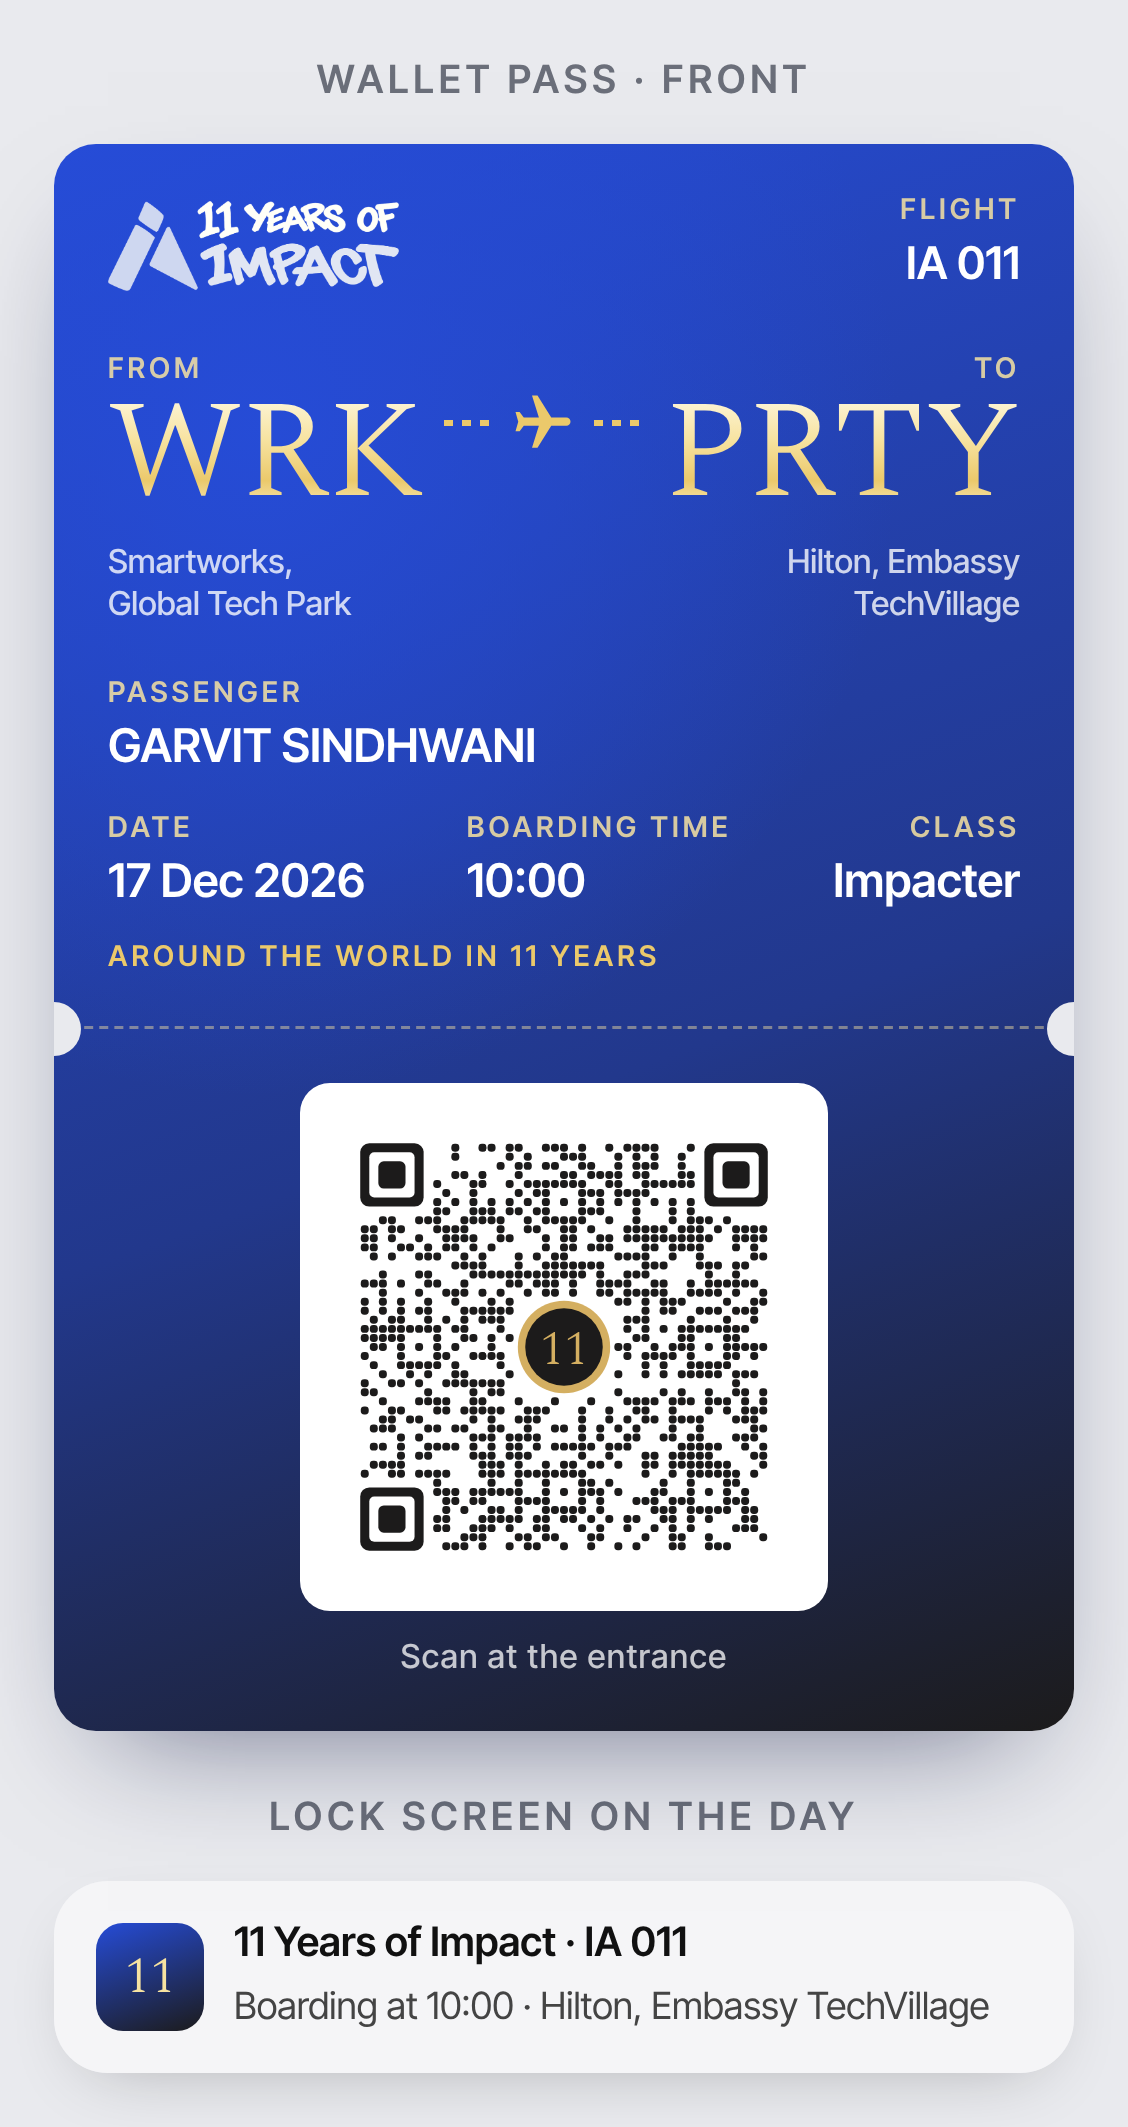 WALLET PASS · FRONT
11 YEARS OF
IMPACT
FLIGHT
IA 011
FROM
TO
WRK
PRTY
Smartworks,
Global Tech Park
Hilton, Embassy
TechVillage
PASSENGER
GARVIT SINDHWANI
DATE
BOARDING TIME
CLASS
17 Dec 2026
10:00
Impacter
AROUND THE WORLD IN 11 YEARS
11
Scan at the entrance
LOCK SCREEN ON THE DAY
11
11 Years of Impact · IA 011
Boarding at 10:00 · Hilton, Embassy TechVillage